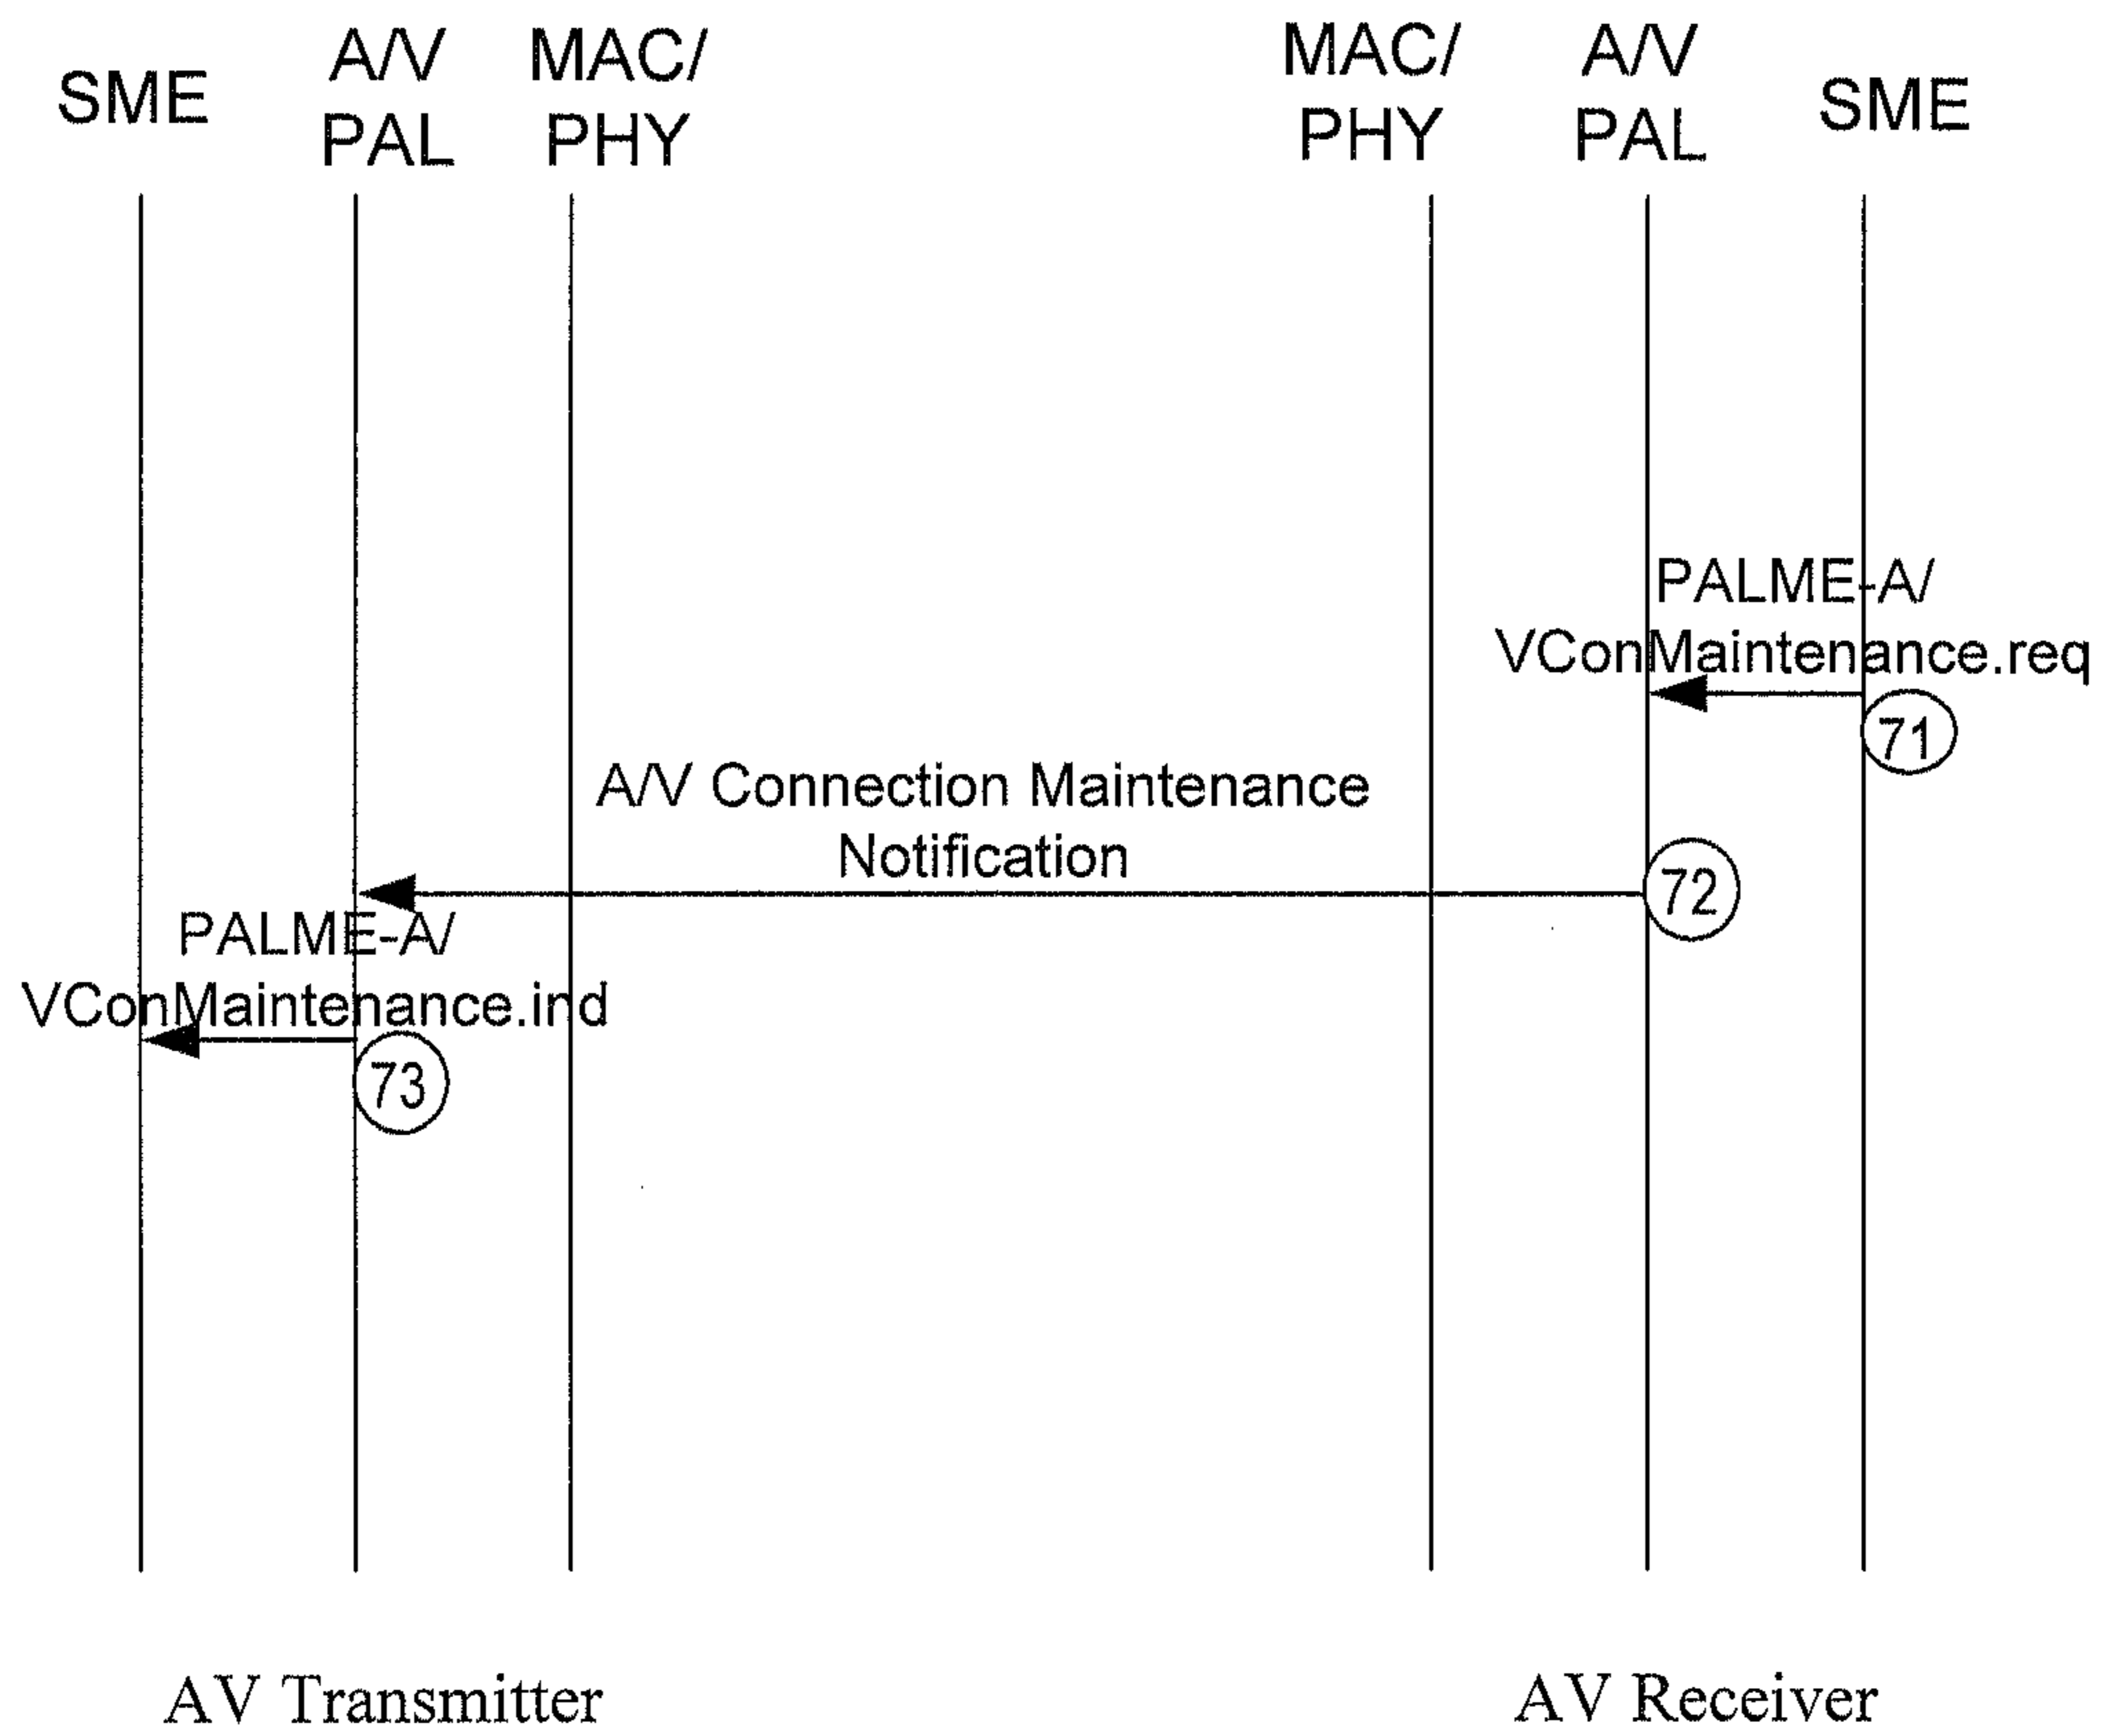 SME
A/V
PAL
MAC/
PHY
MAC/
PHY
A/V
PAL
SME
PALME-A/
VConMaintenance.req
71
A/V Connection Maintenance
Notification
72
PALME-A/
VConMaintenance.ind
73
AV Transmitter
AV Receiver